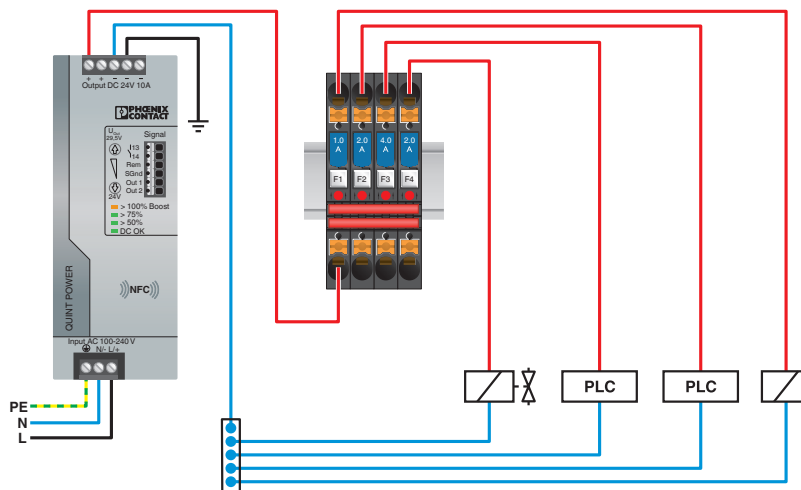 + + − − −
Output DC 24V 10A
PHŒNIX
CONTACT
UOut
29,5V
Signal
13
14
Rem
SGnd
Out 1
Out 2
24V
> 100% Boost
> 75%
> 50%
DC OK
QUINT POWER
NFC
Input AC 100-240 V
N/- L/+
PE
N
L
1.0 2.0 4.0 2.0
A A A A
F1 F2 F3 F4
PLC PLC